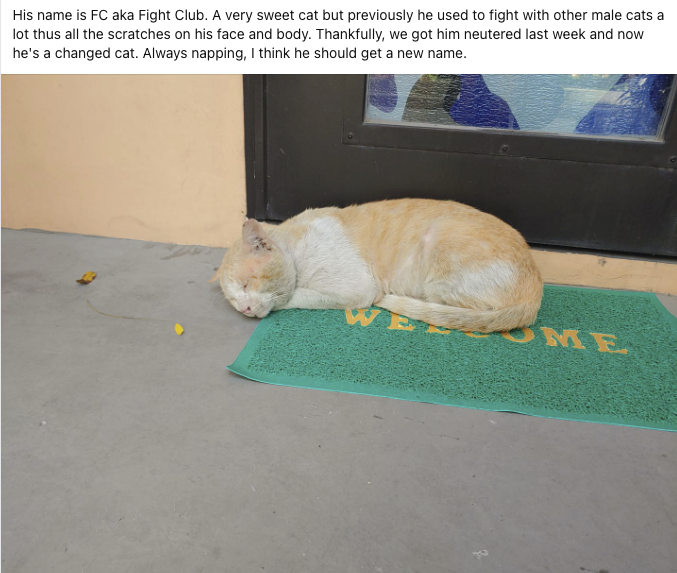 His name is FC aka Fight Club. A very sweet cat but previously he used to fight with other male cats a
lot thus all the scratches on his face and body. Thankfully, we got him neutered last week and now
he's a changed cat. Always napping, I think he should get a new name.
WELCOME